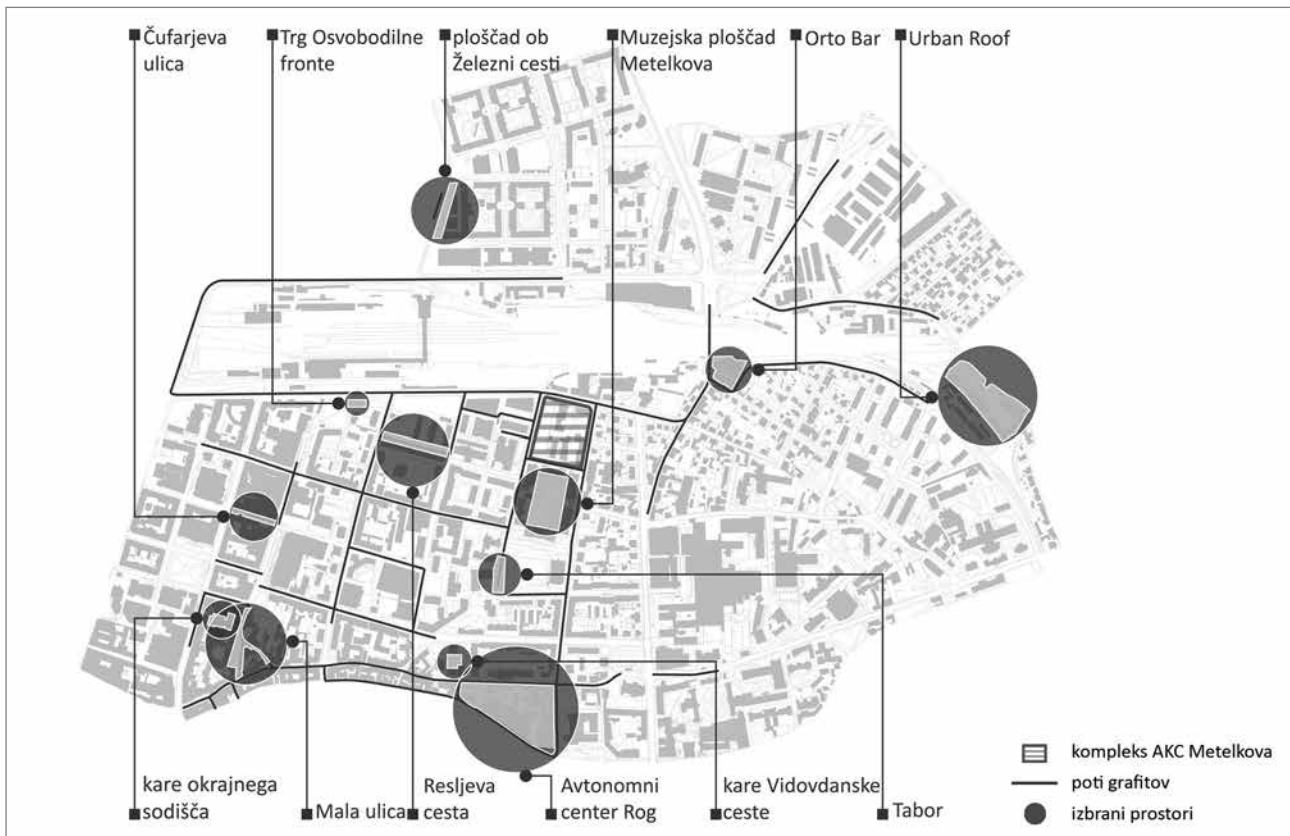 Čufarjeva
ulica
Trg Osvobodilne
fronte
ploščad ob
Železni cesti
Muzejska ploščad
Metelkova
Orto Bar
Urban Roof
kare okrajnega
sodišča
Mala ulica
Resljeva
cesta
Avtonomni
center Rog
kare Vidovdanske
ceste
Tabor
kompleks AKC Metelkova
poti grafitov
izbrani prostori